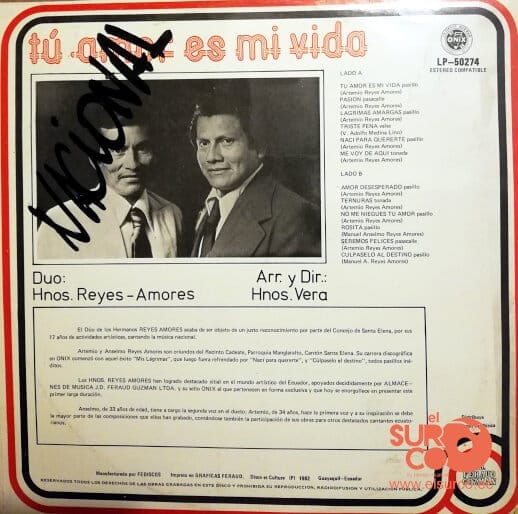 tú amor es mi vida
NACIONAL
ONIX
LP-50274
ESTEREO COMPATIBLE
LADO A
TU AMOR ES MI VIDA pasillo
(Artemio Reyes Amores)
PASION pasacalle
(Artemio Reyes Amores)
LAGRIMAS AMARGAS pasillo
(Artemio Reyes Amores)
TRISTE PENA valse
(V. Adolfo Medina Lino)
NACI PARA QUERERTE pasillo
(Artemio Reyes Amores)
ME VOY DE AQUI tonada
(Artemio Reyes Amores)
LADO B
AMOR DESESPERADO pasillo
(Artemio Reyes Amores)
TERNURAS tonada
(Artemio Reyes Amores)
NO ME NIEGUES TU AMOR pasillo
(Artemio Reyes Amores)
ROSITA pasillo
(Manuel Anselmo Reyes Amores)
SEREMOS FELICES pasacalle
(Artemio Reyes Amores)
CULPASELO AL DESTINO pasillo
(Manuel A. Reyes Amores)
Duo:
Hnos. Reyes-Amores
Arr. y Dir.:
Hnos. Vera
El Dúo de los Hermanos REYES AMORES acaba de ser objeto de un justo reconocimiento por parte del Concejo de Santa Elena, por sus
17 años de actividades artísticas, cantando la música nacional.
Artemio y Anselmo Reyes Amores son oriundos del Recinto Cadeate, Parroquia Manglaralto, Cantón Santa Elena. Su carrera discográfica
en ONIX comenzó con aquel éxito "Mis Lágrimas", que luego fuera refrendado por "Naci para quererte", y "Cúlpaselo el destino", todos pasillos iné-
ditos.
Los HNOS. REYES AMORES han logrado destacado sitial en el mundo artístico del Ecuador, apoyados decididamente por ALMACE-
NES DE MUSICA J.D. FERAUD GUZMAN LTDA. y su sello ONIX al que pertenecen en forma exclusiva y que hoy se enorgullece en presentar este
primer larga duración.
Anselmo, de 33 años de edad, tiene a cargo la segunda voz en el dueto; Artemio, de 34 años, hace la primera voz y a su inspiración se debe
la mayor parte de las composiciones que ellos han grabado, contándose también la participación de sus obras para otros destacados cantantes ecuato-
rianos.
Distribuye
el
SURCO
www.elsurco.ec
FERAUD
Manufacturado por FEDISCOS Impreso en GRAFICAS FERAUD. Disco es Cultura (P) 1982 Guayaquil-Ecuador
RESERVADOS TODOS LOS DERECHOS DE LAS OBRAS GRABADAS EN ESTE DISCO Y PROHIBIDA SU REPRODUCCION, RADIODIFUSION Y UTILIZACION PUBLICA.